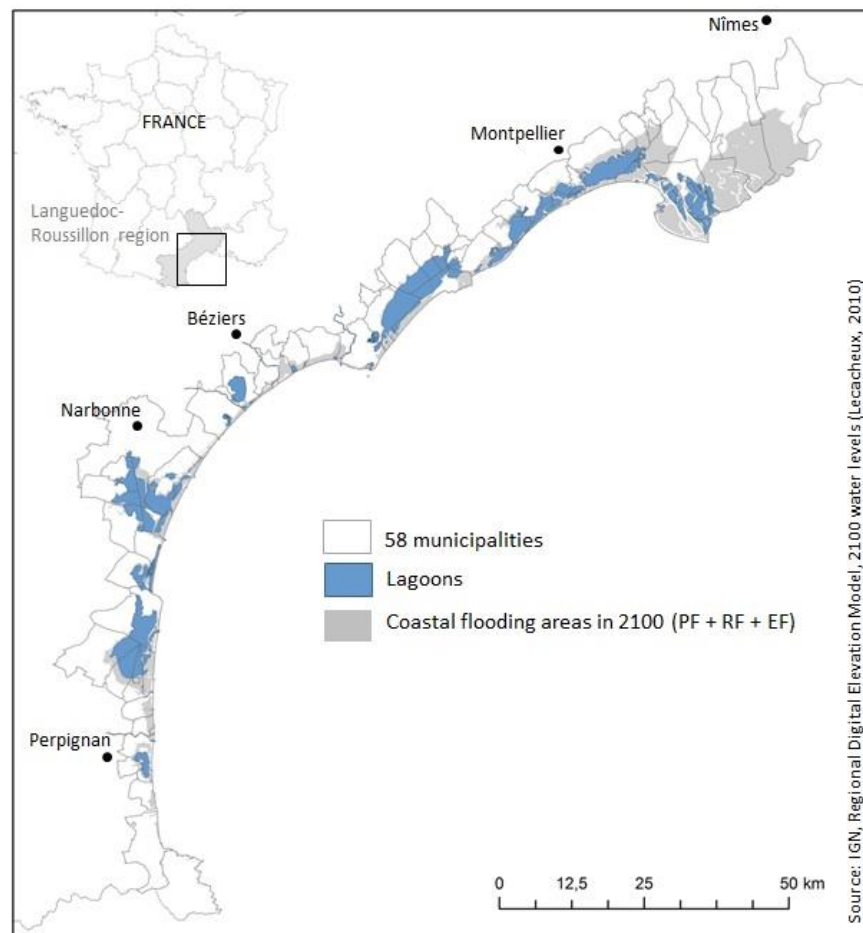 Nîmes
FRANCE
Montpellier
Languedoc-
Roussillon region
Béziers
Narbonne
58 municipalities
Lagoons
Coastal flooding areas in 2100 (PF + RF + EF)
Perpignan
0 12,5 25 50 km
Source: IGN, Regional Digital Elevation Model, 2100 water levels (Lecacheux, 2010)